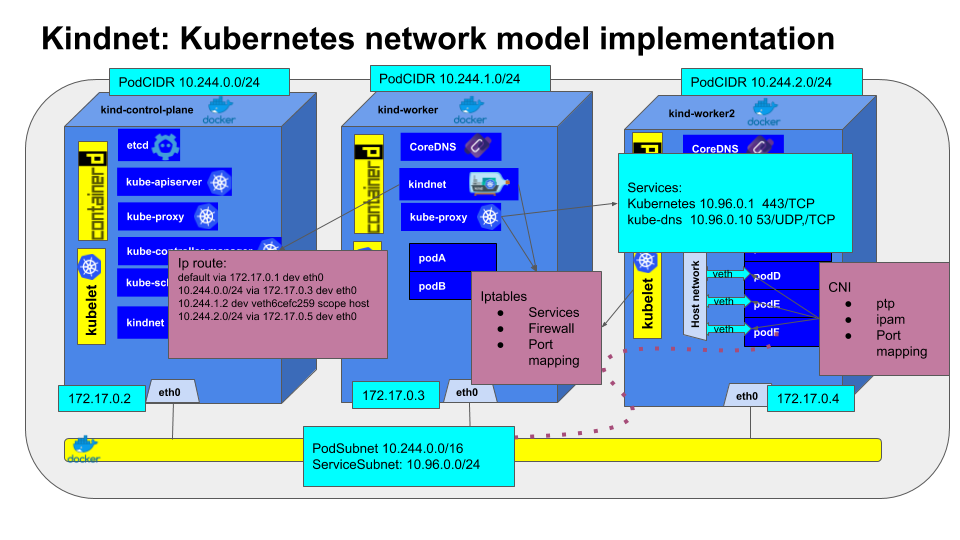 Kindnet: Kubernetes network model implementation
PodCIDR 10.244.0.0/24
PodCIDR 10.244.1.0/24
PodCIDR 10.244.2.0/24
kind-control-plane
docker
kind-worker
docker
kind-worker2
docker
containerd
etcd
kube-apiserver
kube-proxy
kube-controller-manager
kube-sc
kindnet
kubelet
Ip route:
default via 172.17.0.1 dev eth0
10.244.0.0/24 via 172.17.0.3 dev eth0
10.244.1.2 dev veth6cefc259 scope host
10.244.2.0/24 via 172.17.0.5 dev eth0
172.17.0.2
eth0
containerd
CoreDNS
kindnet
kube-proxy
podA
podB
Iptables
● Services
● Firewall
● Port
mapping
172.17.0.3
eth0
CoreDNS
Services:
Kubernetes 10.96.0.1 443/TCP
kube-dns 10.96.0.10 53/UDP,/TCP
kubelet
Host network
veth
veth
veth
podD
podE
podF
CNI
● ptp
● ipam
● Port
mapping
eth0
172.17.0.4
docker
PodSubnet 10.244.0.0/16
ServiceSubnet: 10.96.0.0/24